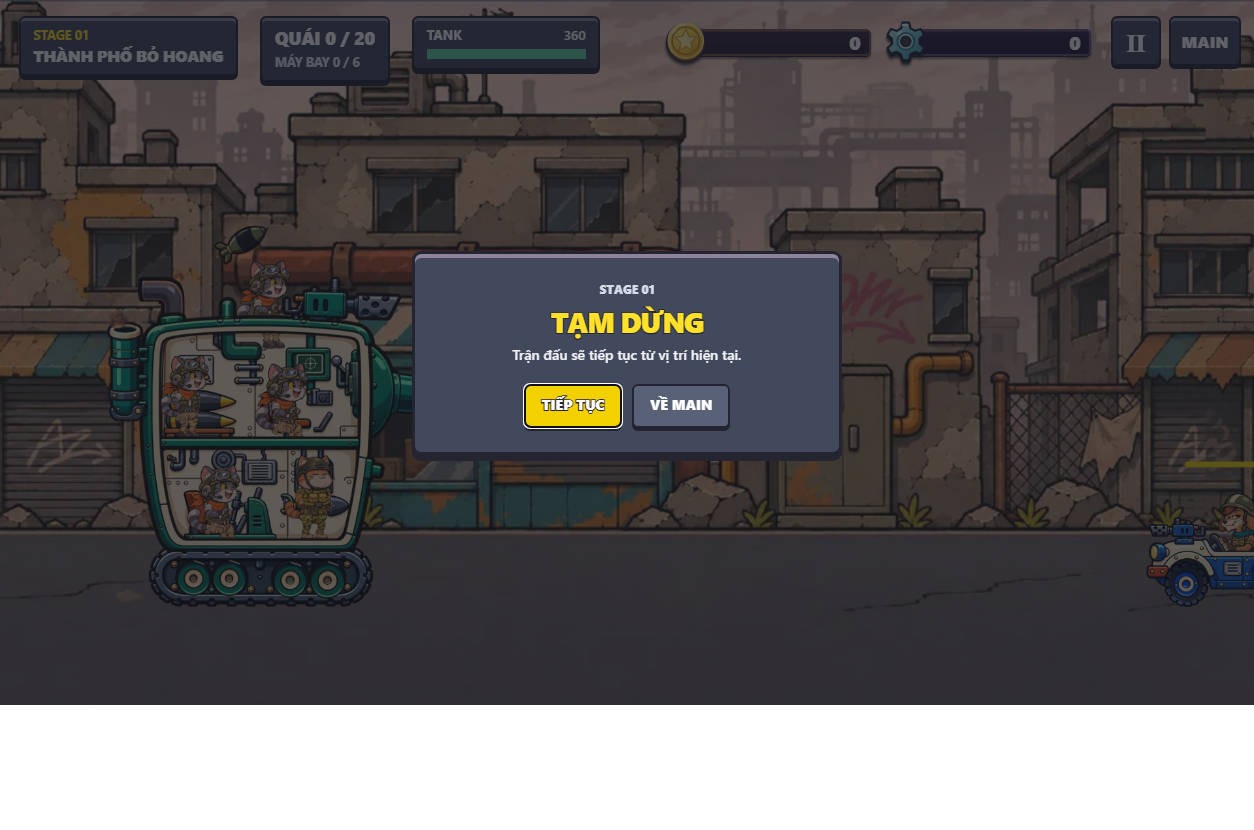 STAGE 01
THÀNH PHỐ BỎ HOANG
QUÁI 0 / 20
MÁY BAY 0 / 6
TANK 360
0
0
II
MAIN
STAGE 01
TẠM DỪNG
Trận đấu sẽ tiếp tục từ vị trí hiện tại.
TIẾP TỤC
VỀ MAIN